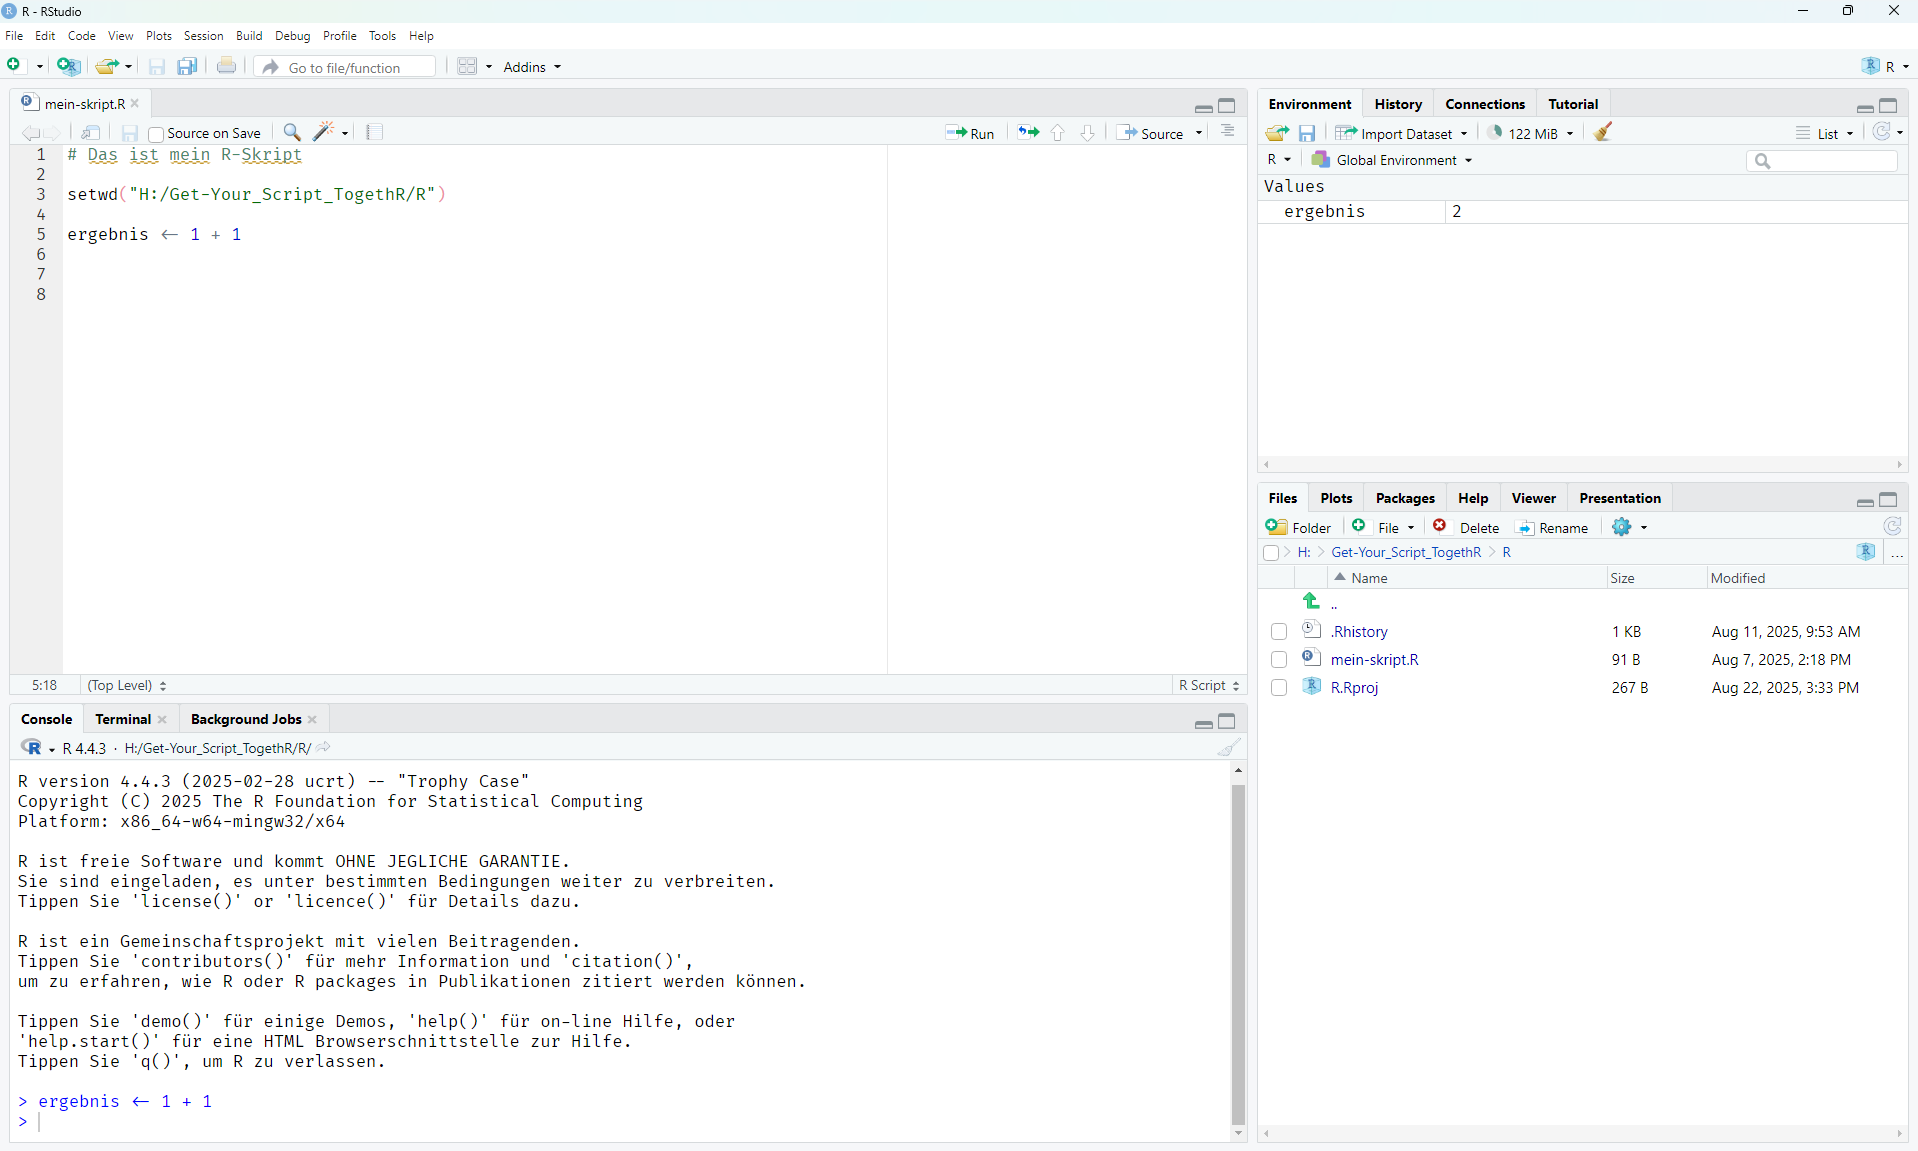 R - RStudio
File Edit Code View Plots Session Build Debug Profile Tools Help
Go to file/function Addins R
mein-skript.R
Source on Save Run Source
1 # Das ist mein R-Skript
2
3 setwd("H:/Get-Your_Script_TogethR/R")
4
5 ergebnis ← 1 + 1
6
7
8
5:18 (Top Level) R Script
Console Terminal Background Jobs
R 4.4.3 · H:/Get-Your_Script_TogethR/R/
R version 4.4.3 (2025-02-28 ucrt) -- "Trophy Case"
Copyright (C) 2025 The R Foundation for Statistical Computing
Platform: x86_64-w64-mingw32/x64
R ist freie Software und kommt OHNE JEGLICHE GARANTIE.
Sie sind eingeladen, es unter bestimmten Bedingungen weiter zu verbreiten.
Tippen Sie 'license()' or 'licence()' für Details dazu.
R ist ein Gemeinschaftsprojekt mit vielen Beitragenden.
Tippen Sie 'contributors()' für mehr Information und 'citation()',
um zu erfahren, wie R oder R packages in Publikationen zitiert werden können.
Tippen Sie 'demo()' für einige Demos, 'help()' für on-line Hilfe, oder
'help.start()' für eine HTML Browserschnittstelle zur Hilfe.
Tippen Sie 'q()', um R zu verlassen.
> ergebnis ← 1 + 1
>
Environment History Connections Tutorial
Import Dataset 122 MiB List
R Global Environment
Values
ergebnis 2
Files Plots Packages Help Viewer Presentation
Folder File Delete Rename
H: Get-Your_Script_TogethR R ...
Name Size Modified
..
.Rhistory 1 KB Aug 11, 2025, 9:53 AM
mein-skript.R 91 B Aug 7, 2025, 2:18 PM
R.Rproj 267 B Aug 22, 2025, 3:33 PM